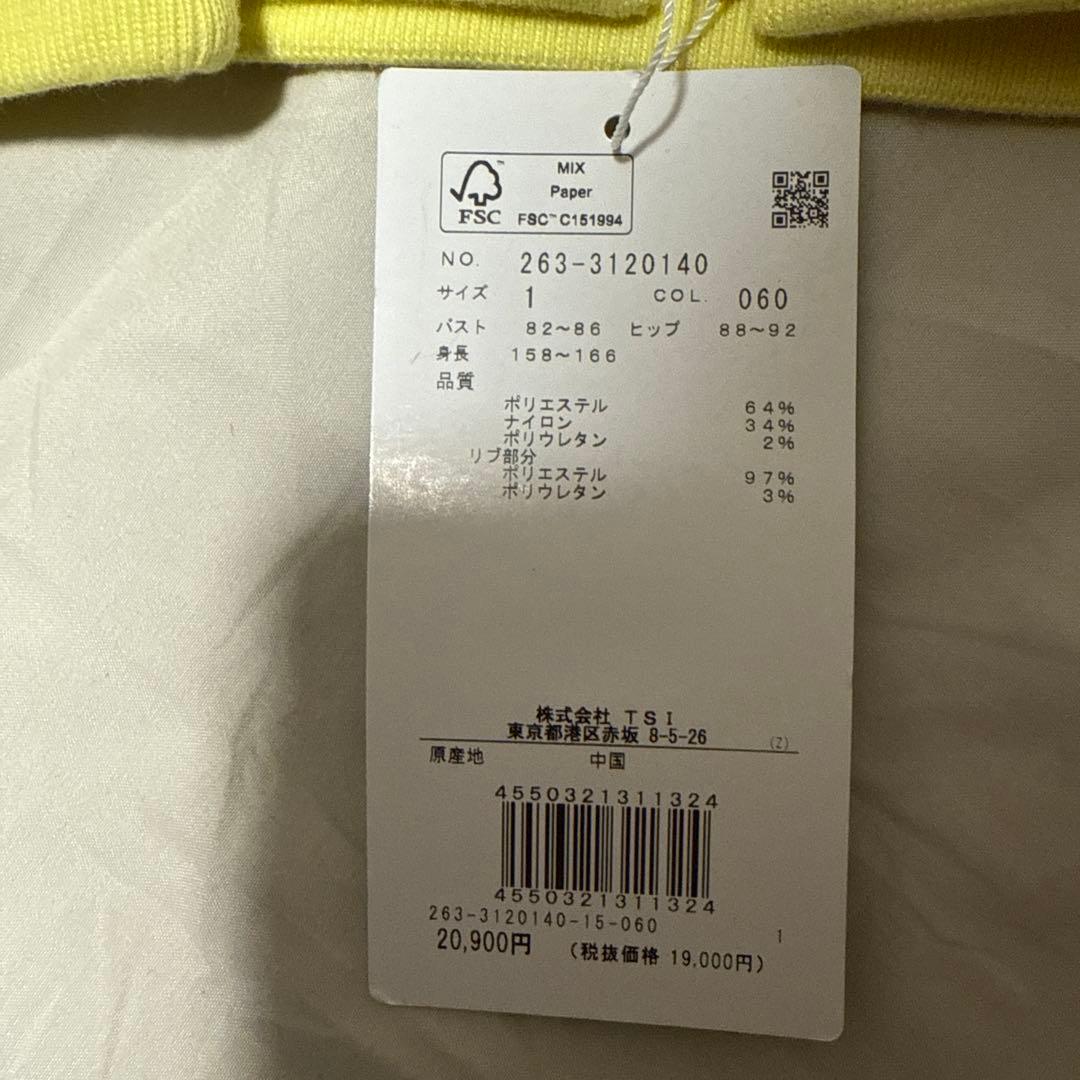 MIX
Paper
FSC™ C151994
FSC™
NO. 263-3120140
サイズ 1 COL. 060
バスト 82〜86 ヒップ 88〜92
身長 158〜166
品質
ポリエステル 64%
ナイロン 34%
ポリウレタン 2%
リブ部分
ポリエステル 97%
ポリウレタン 3%
株式会社 TSI
東京都港区赤坂 8-5-26 (Z)
原産地 中国
4550321311324
4550321311324
263-3120140-15-060 1
20,900円 (税抜価格 19,000円)